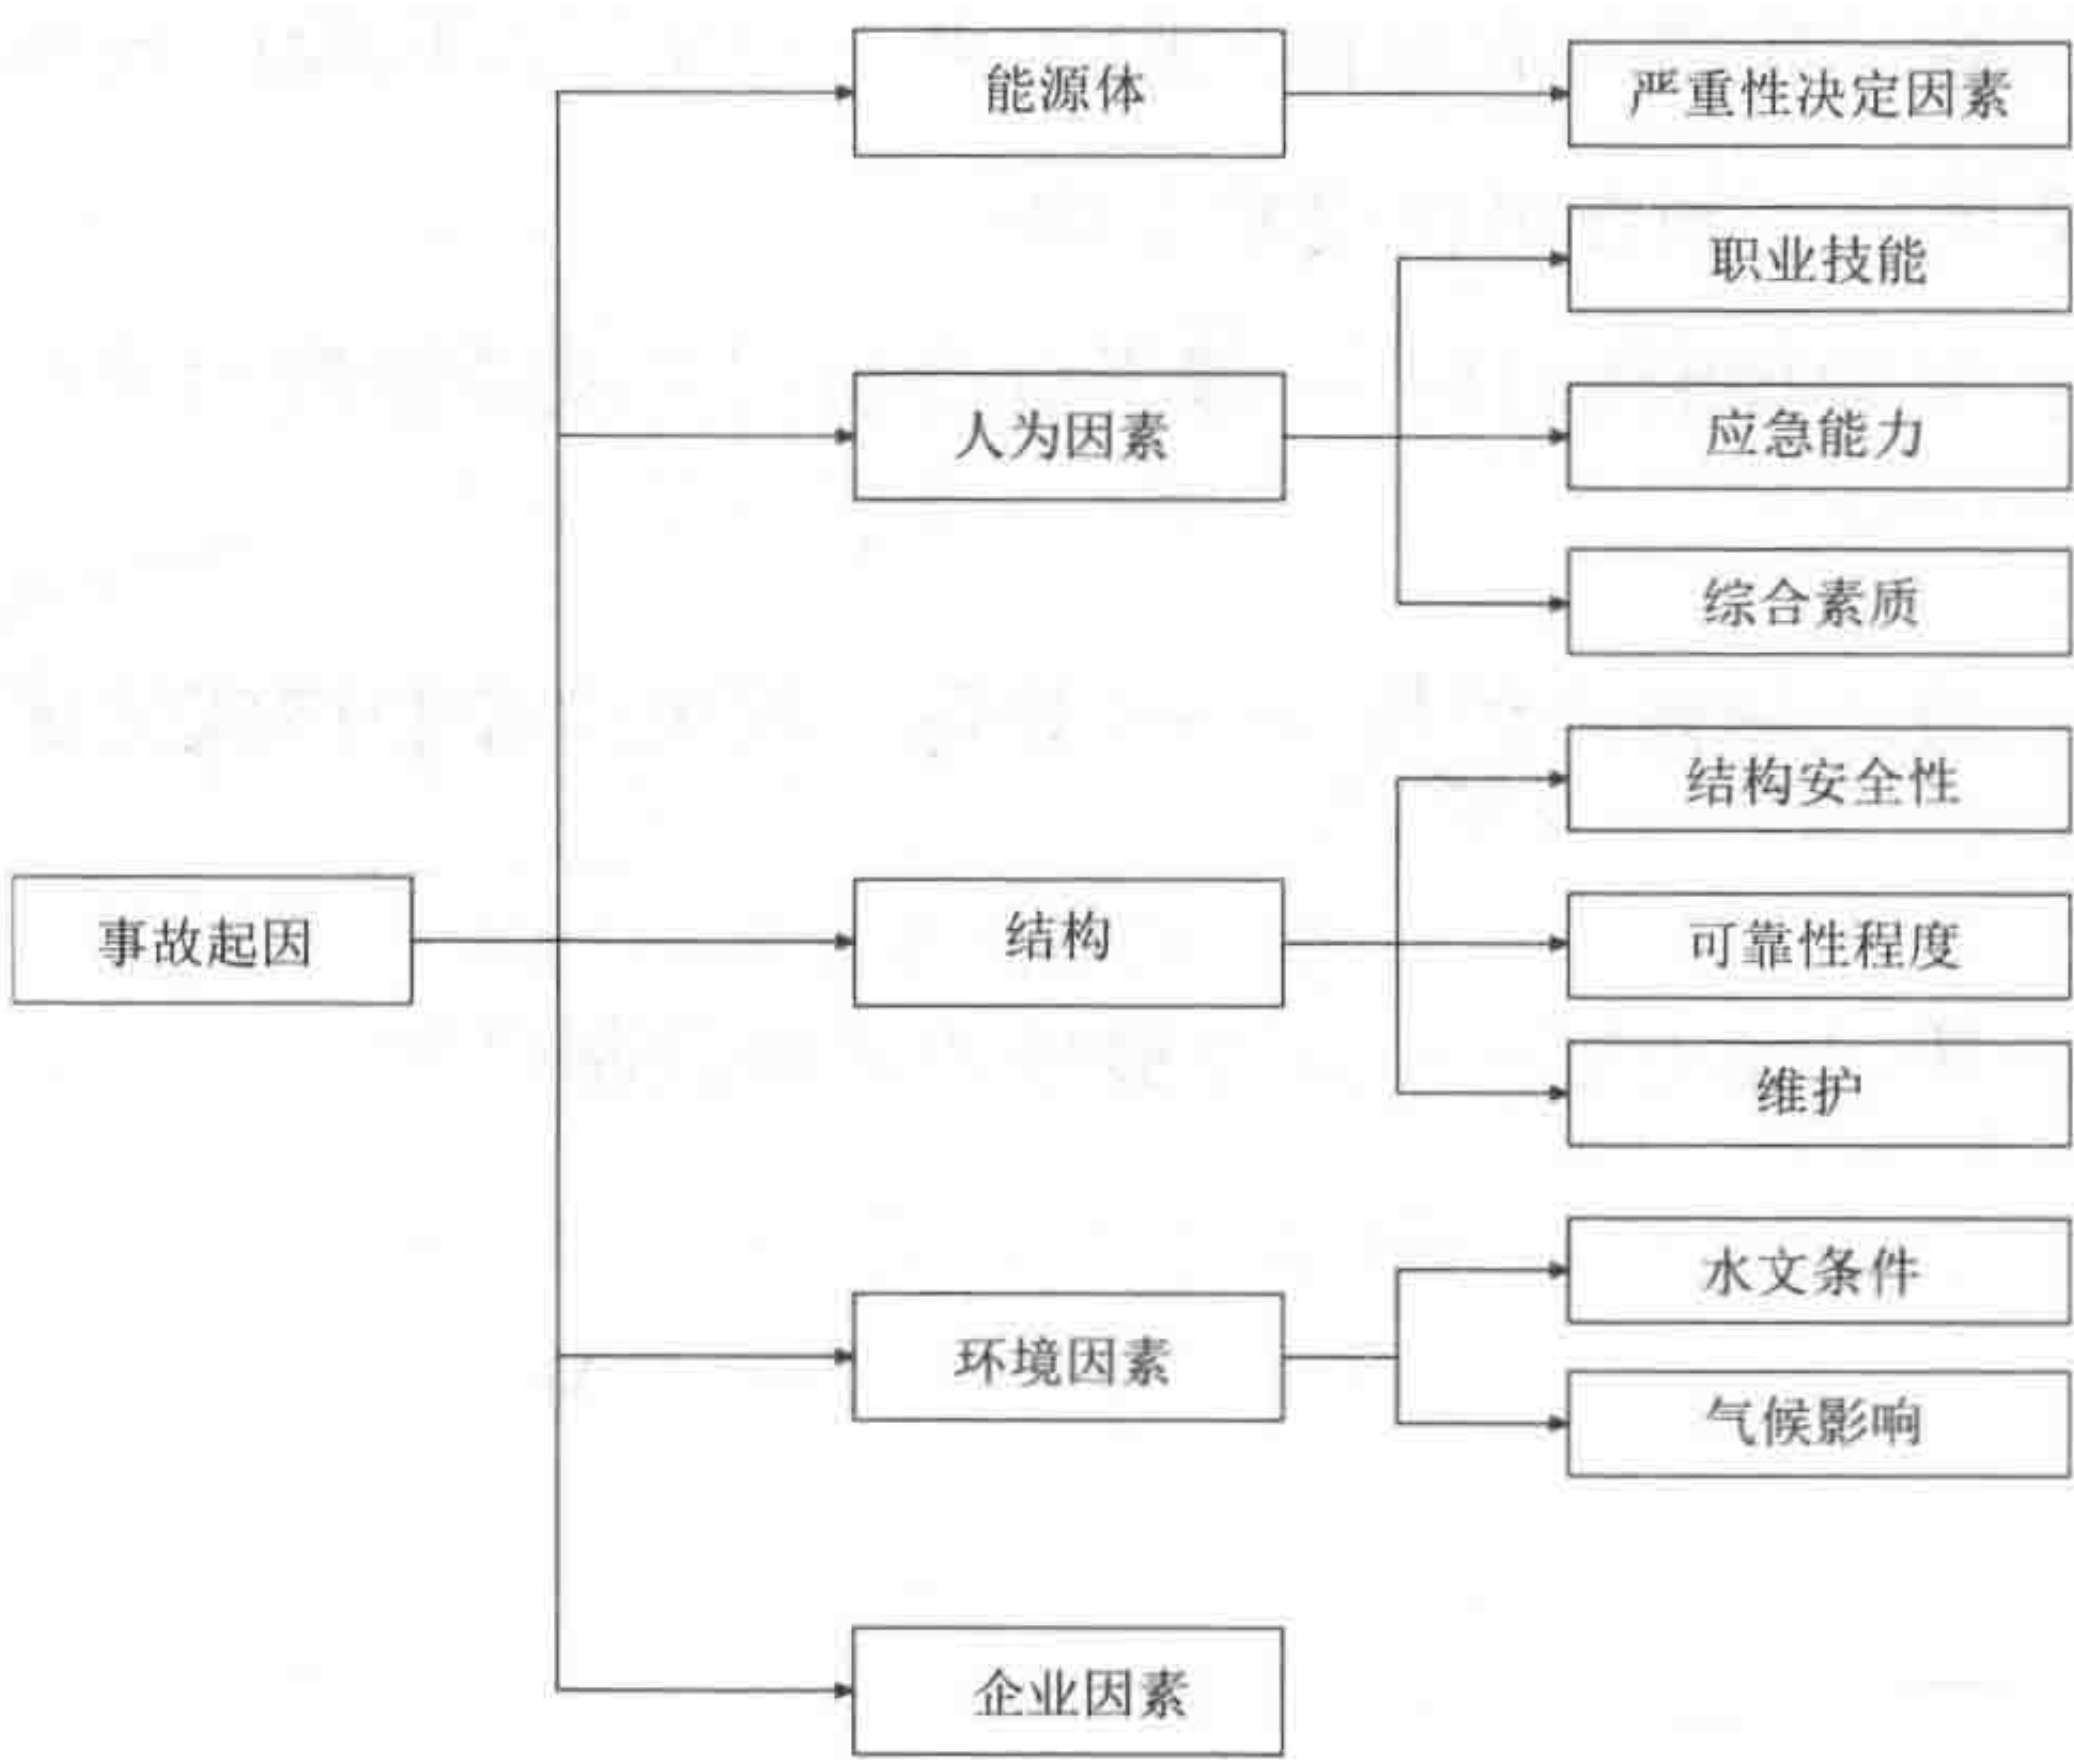 事故起因
能源体
人为因素
结构
环境因素
企业因素
严重性决定因素
职业技能
应急能力
综合素质
结构安全性
可靠性程度
维护
水文条件
气候影响